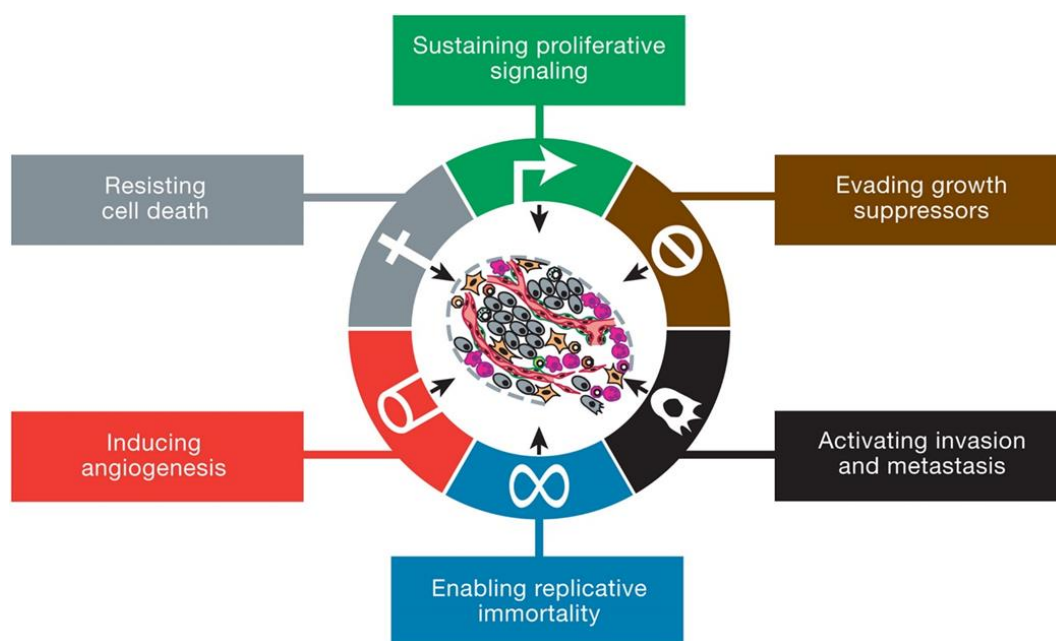 Sustaining proliferative
signaling
Resisting
cell death
Evading growth
suppressors
Inducing
angiogenesis
Activating invasion
and metastasis
Enabling replicative
immortality